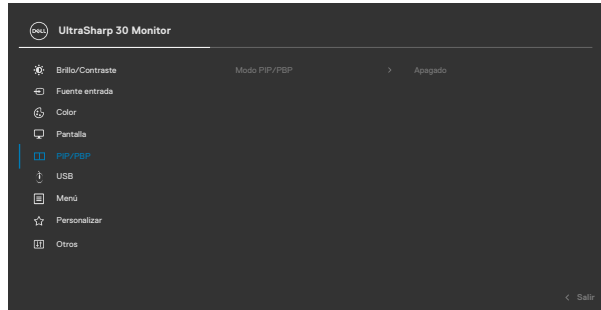 DELL UltraSharp 30 Monitor
Brillo/Contraste Modo PIP/PBP > Apagado
Fuente entrada
Color
Pantalla
PIP/PBP
USB
Menú
Personalizar
Otros
< Salir